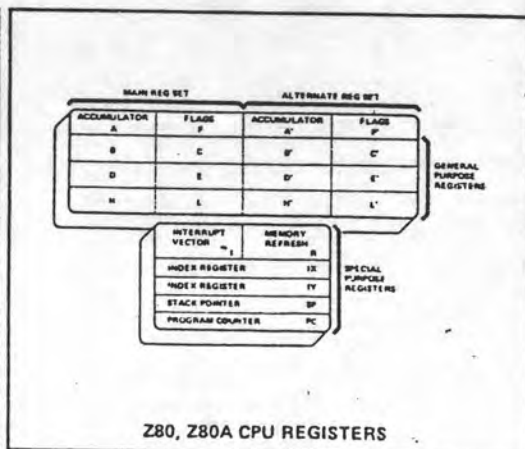 MAIN REG SET ALTERNATE REG SET
ACCUMULATOR FLAGS ACCUMULATOR FLAGS
A F A' F'
B C B' C'
D E D' E'
H L H' L'
GENERAL
PURPOSE
REGISTERS
INTERRUPT MEMORY
VECTOR I REFRESH R
INDEX REGISTER IX
INDEX REGISTER IY
STACK POINTER SP
PROGRAM COUNTER PC
SPECIAL
PURPOSE
REGISTERS
Z80, Z80A CPU REGISTERS